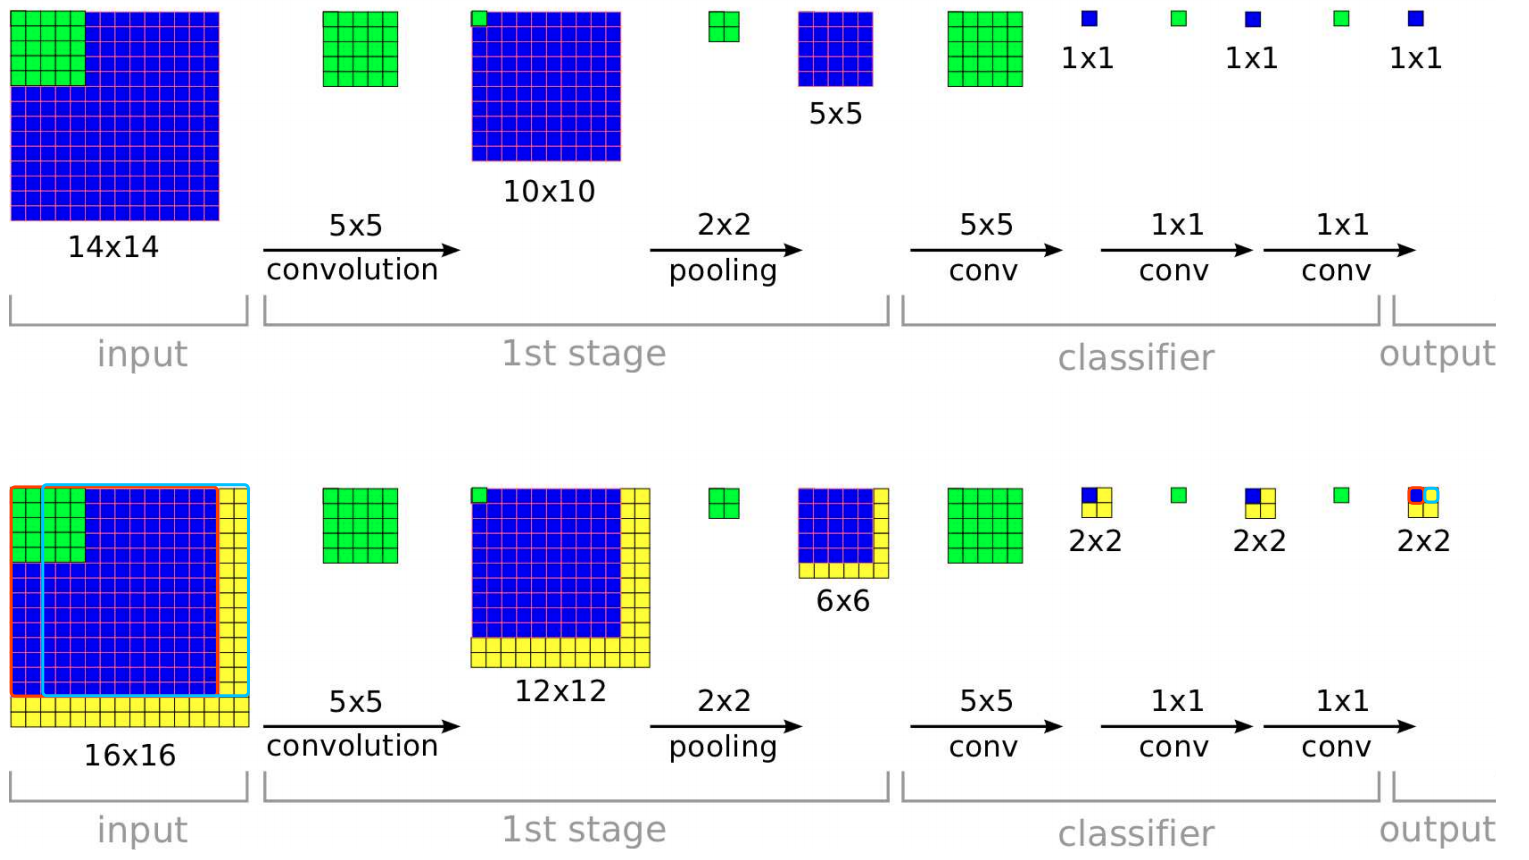 1x1 1x1 1x1
5x5
10x10
14x14
5x5 2x2 5x5 1x1 1x1
convolution pooling conv conv conv
input 1st stage classifier output
2x2 2x2 2x2
6x6
12x12
16x16
5x5 2x2 5x5 1x1 1x1
convolution pooling conv conv conv
input 1st stage classifier output